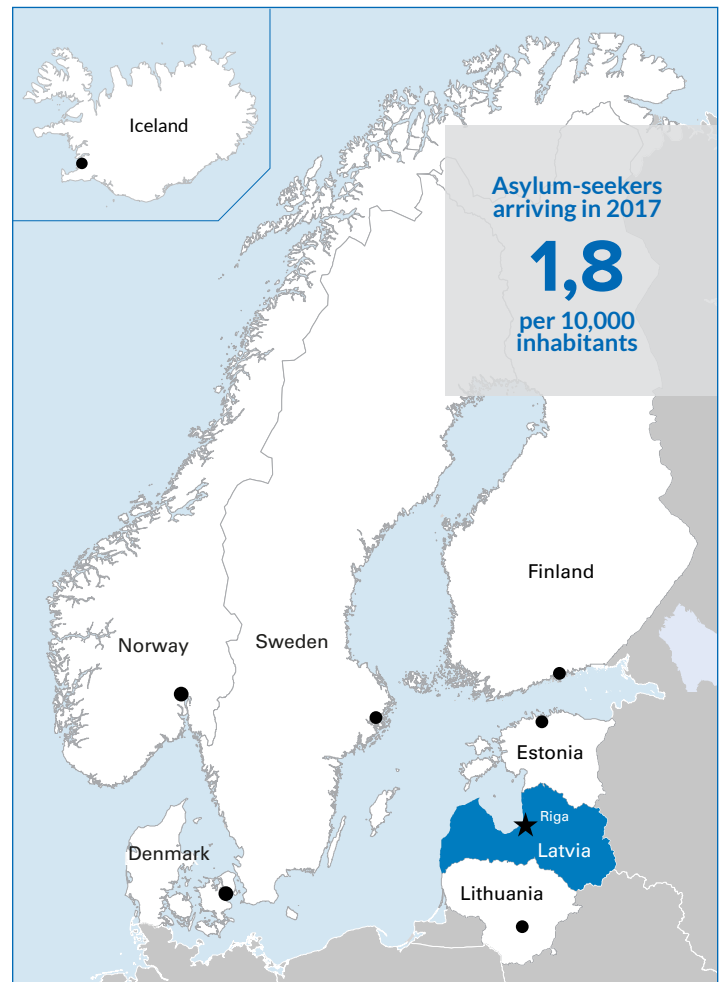 Iceland
Asylum-seekers
arriving in 2017
1,8
per 10,000
inhabitants
Finland
Norway
Sweden
Estonia
Riga
Latvia
Denmark
Lithuania